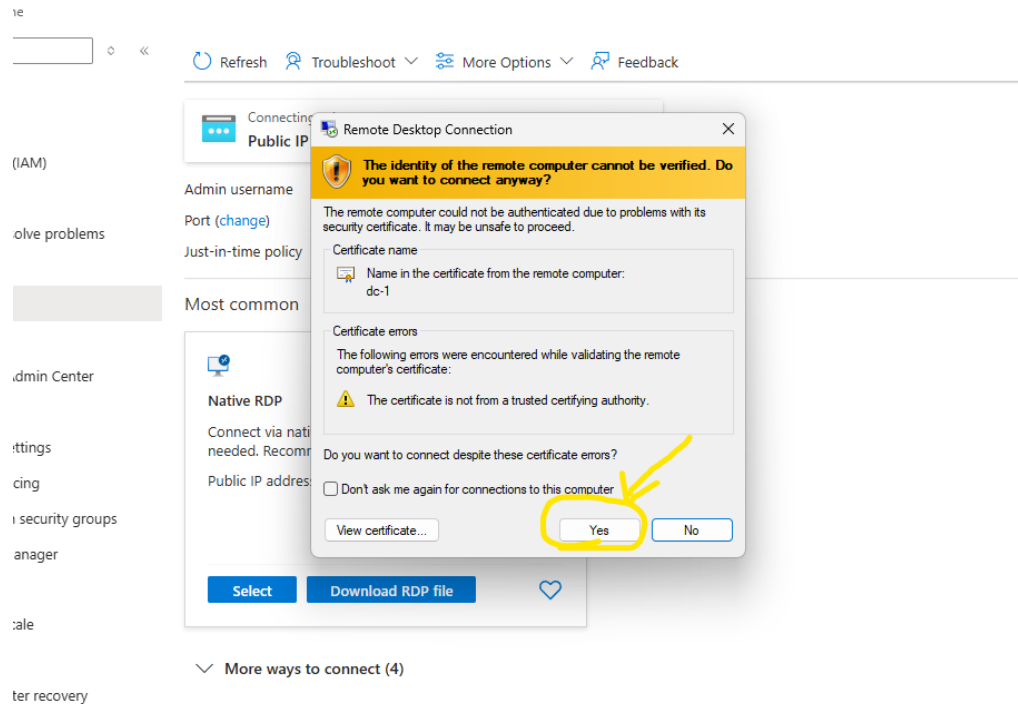 Refresh Troubleshoot More Options Feedback
Connecting
Public IP
Remote Desktop Connection
The identity of the remote computer cannot be verified. Do
you want to connect anyway?
(IAM)
Admin username
Port (change)
olve problems
Just-in-time policy
The remote computer could not be authenticated due to problems with its
security certificate. It may be unsafe to proceed.
Certificate name
Name in the certificate from the remote computer:
dc-1
Most common
Certificate errors
The following errors were encountered while validating the remote
computer's certificate:
The certificate is not from a trusted certifying authority.
dmin Center
Native RDP
Connect via nati
needed. Recomm
Public IP address
ettings
cing
security groups
anager
Do you want to connect despite these certificate errors?
Don't ask me again for connections to this computer
View certificate...
Yes
No
Select
Download RDP file
cale
More ways to connect (4)
ter recovery